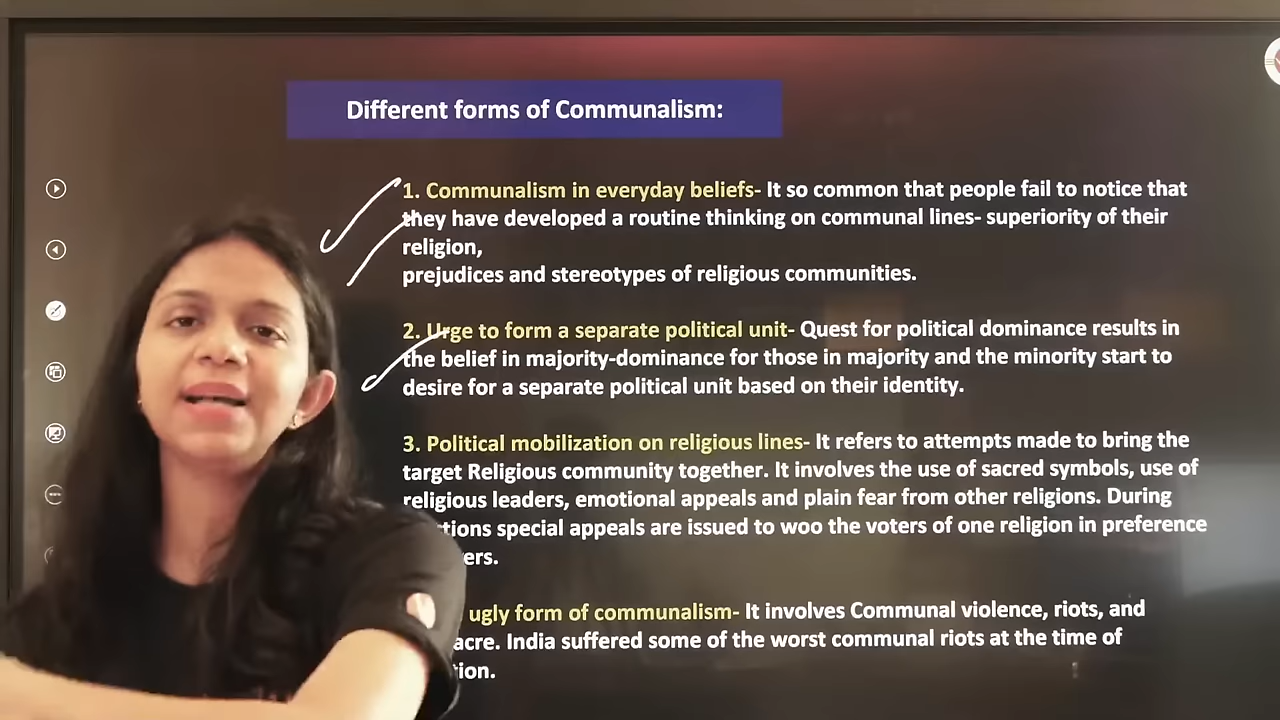 Different forms of Communalism:
1. Communalism in everyday beliefs- It so common that people fail to notice that
they have developed a routine thinking on communal lines- superiority of their
religion,
prejudices and stereotypes of religious communities.
2. Urge to form a separate political unit- Quest for political dominance results in
the belief in majority-dominance for those in majority and the minority start to
desire for a separate political unit based on their identity.
3. Political mobilization on religious lines- It refers to attempts made to bring the
target Religious community together. It involves the use of sacred symbols, use of
religious leaders, emotional appeals and plain fear from other religions. During
special appeals are issued to woo the voters of one religion in preference
ugly form of communalism- It involves Communal violence, riots, and
India suffered some of the worst communal riots at the time of